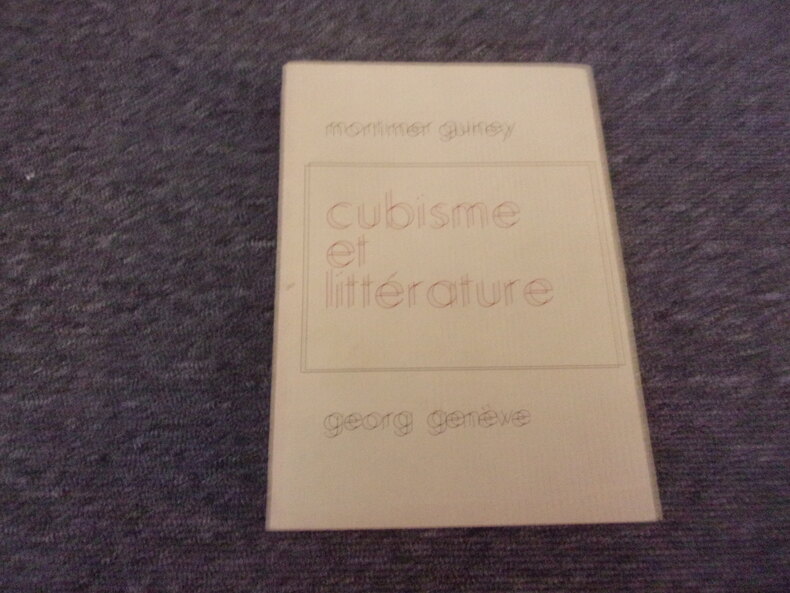 mortimer guiney
cubisme
et
littérature
georg genève